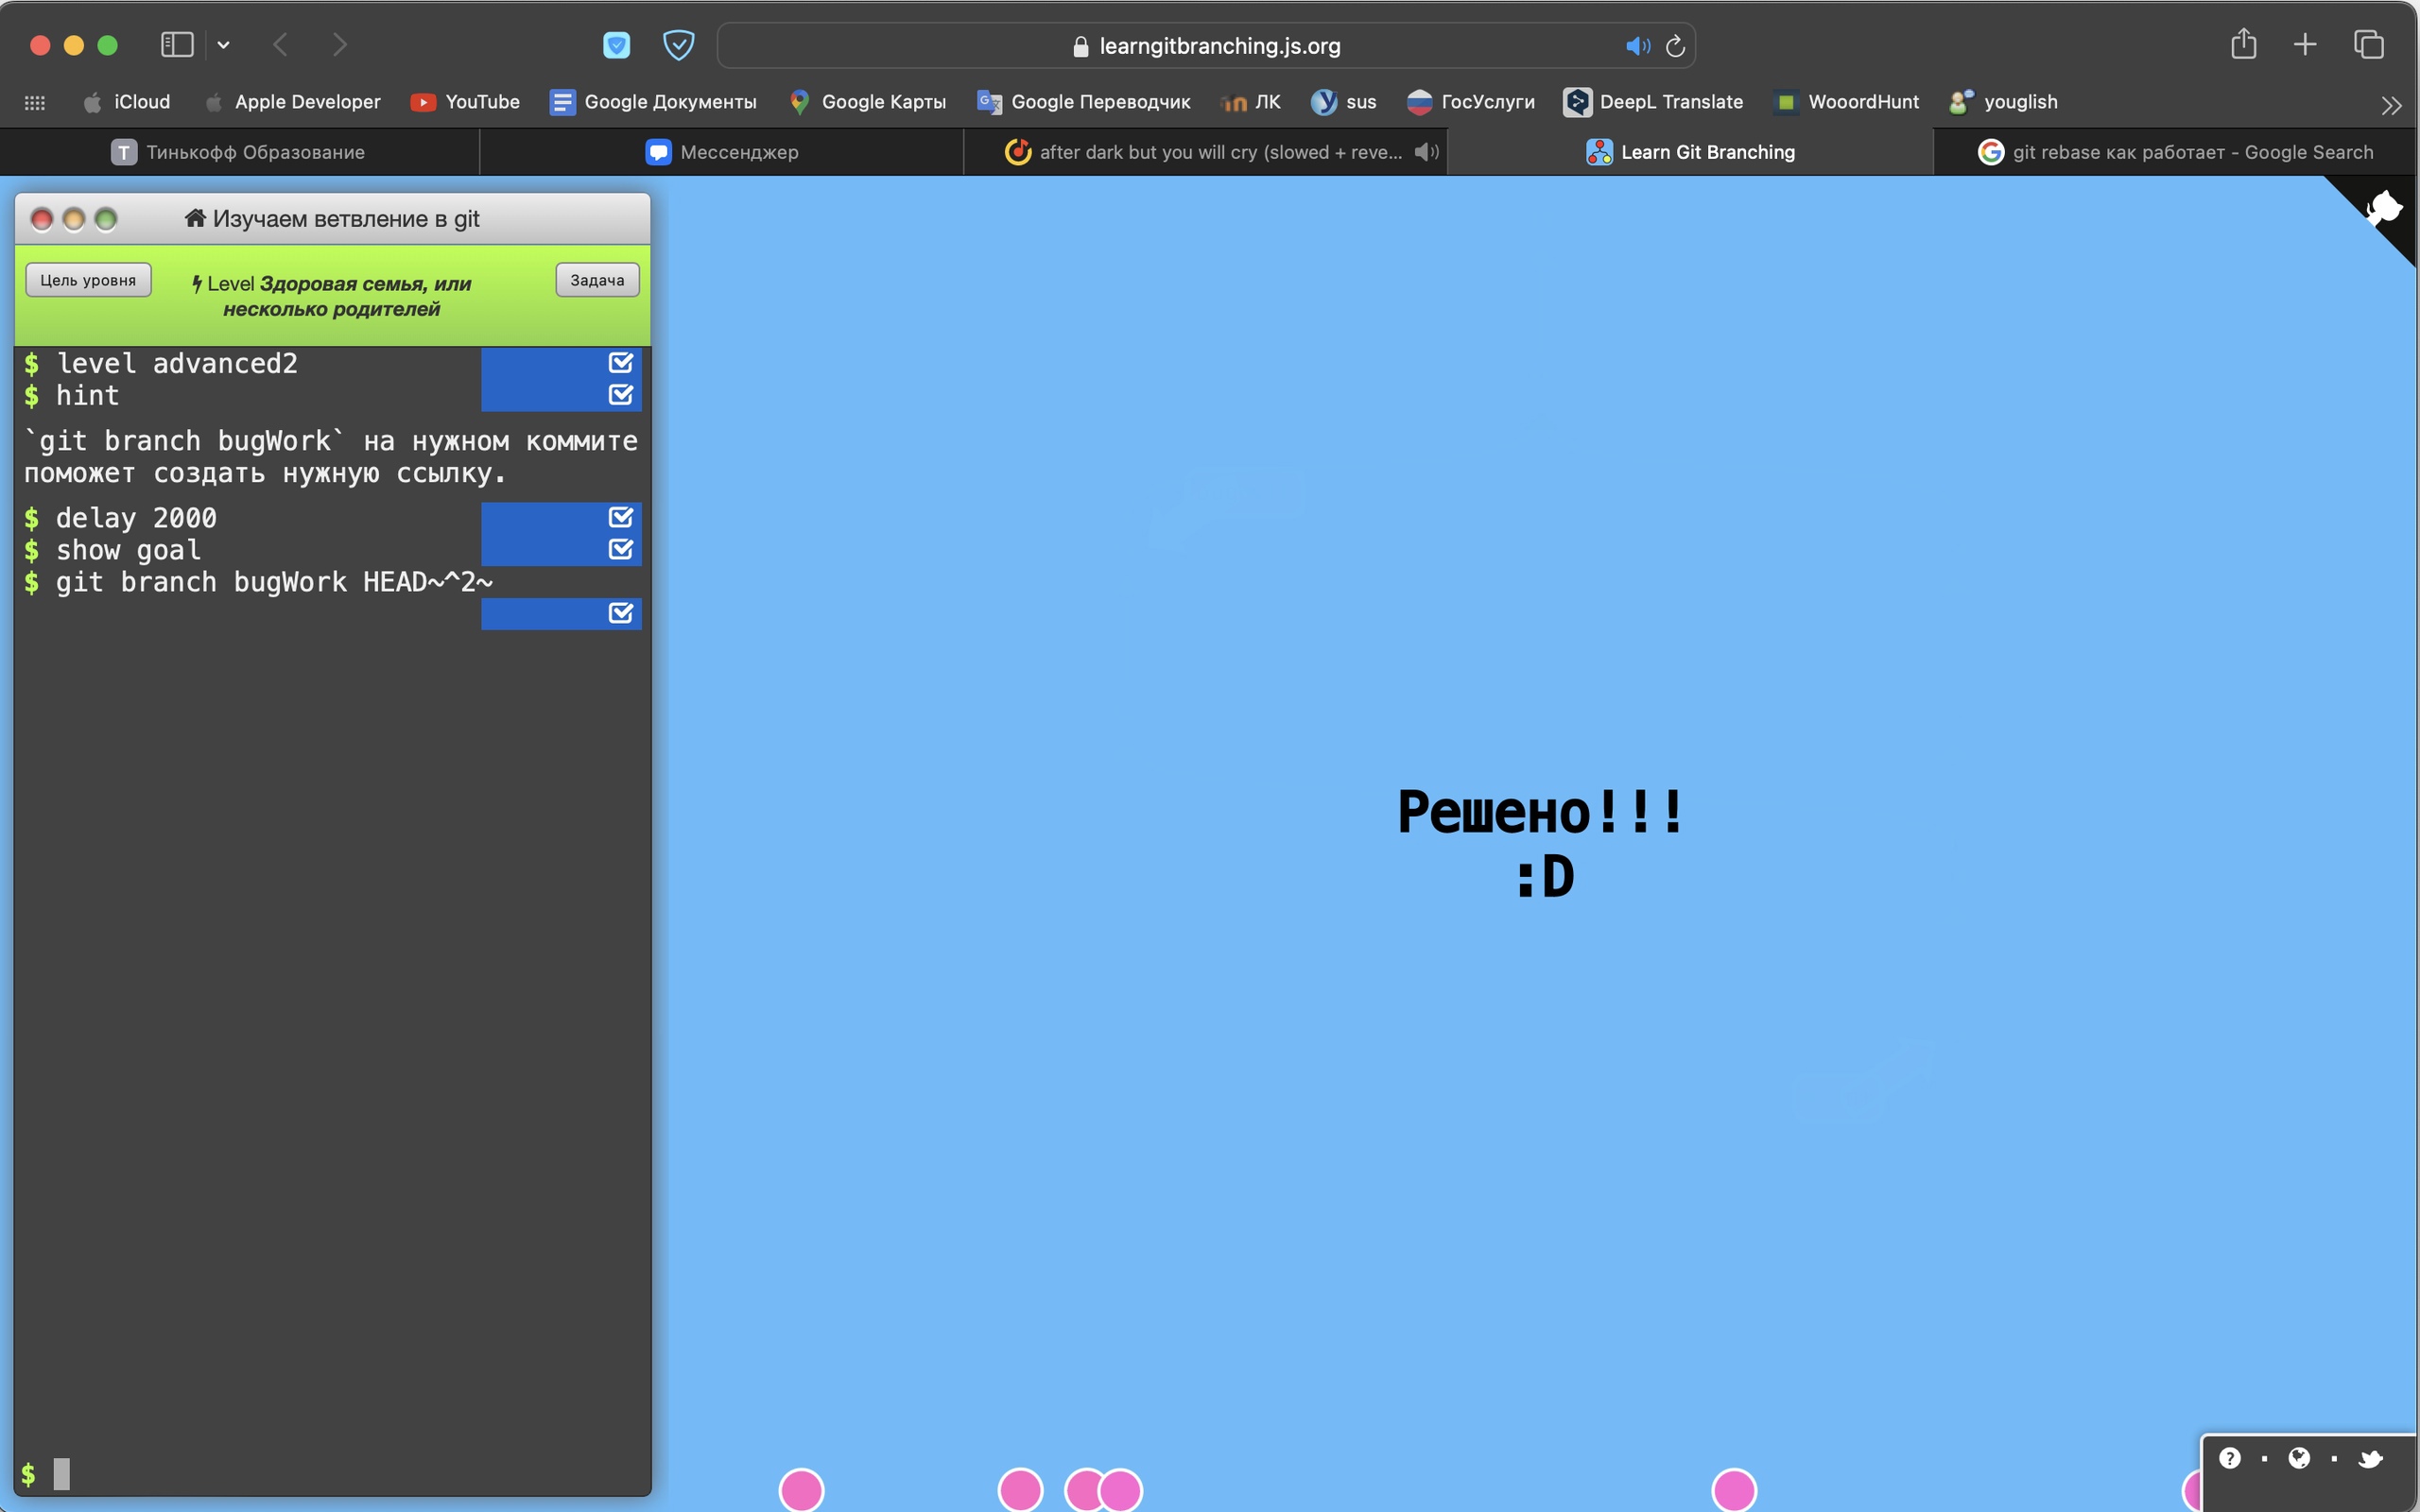 learngitbranching.js.org
iCloud Apple Developer YouTube Google Документы Google Карты Google Переводчик ЛК sus ГосУслуги DeepL Translate WooordHunt youglish
Тинькофф Образование Мессенджер after dark but you will cry (slowed + reve... Learn Git Branching git rebase как работает - Google Search
Изучаем ветвление в git
Цель уровня
Level Здоровая семья, или
несколько родителей
Задача
$ level advanced2
$ hint
`git branch bugWork` на нужном коммите
поможет создать нужную ссылку.
$ delay 2000
$ show goal
$ git branch bugWork HEAD~^2~
$
Решено!!!
:D